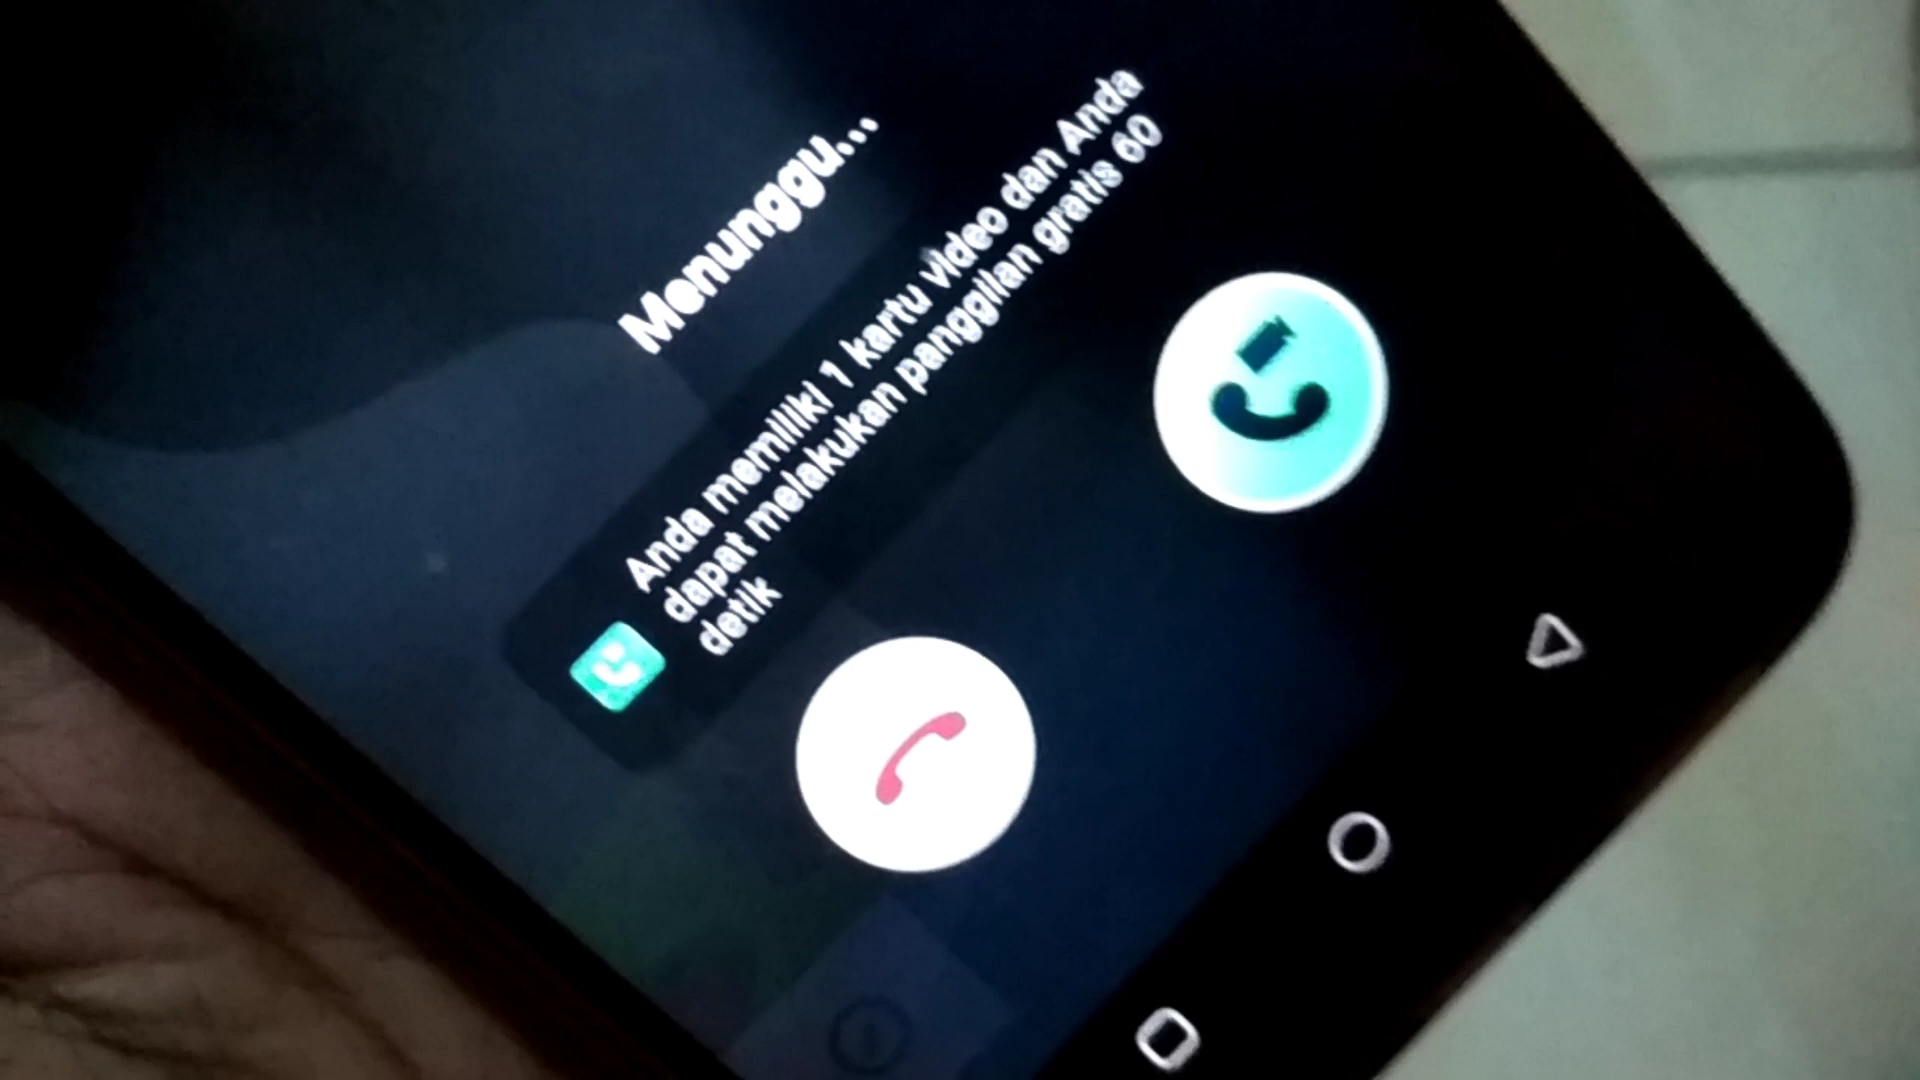 Menunggu...
Anda memiliki 1 kartu video dan Anda
dapat melakukan panggilan gratis 60
detik